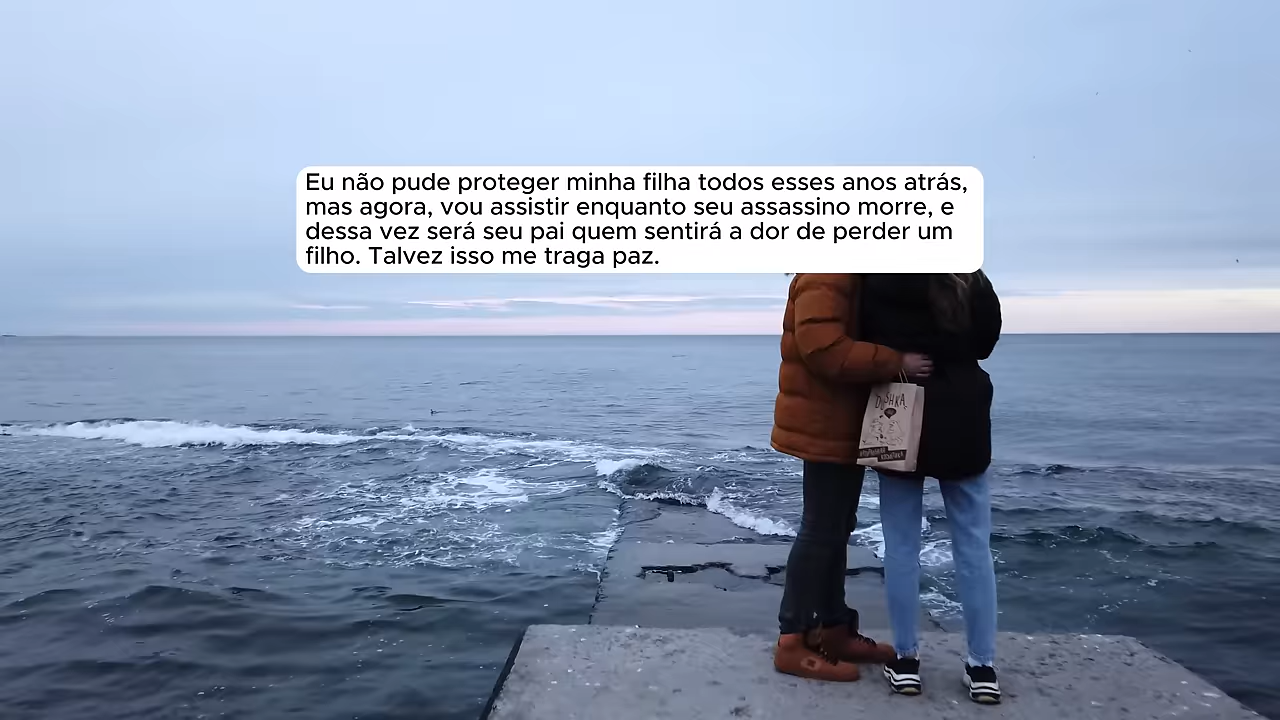 Eu não pude proteger minha filha todos esses anos atrás,
mas agora, vou assistir enquanto seu assassino morre, e
dessa vez será seu pai quem sentirá a dor de perder um
filho. Talvez isso me traga paz.